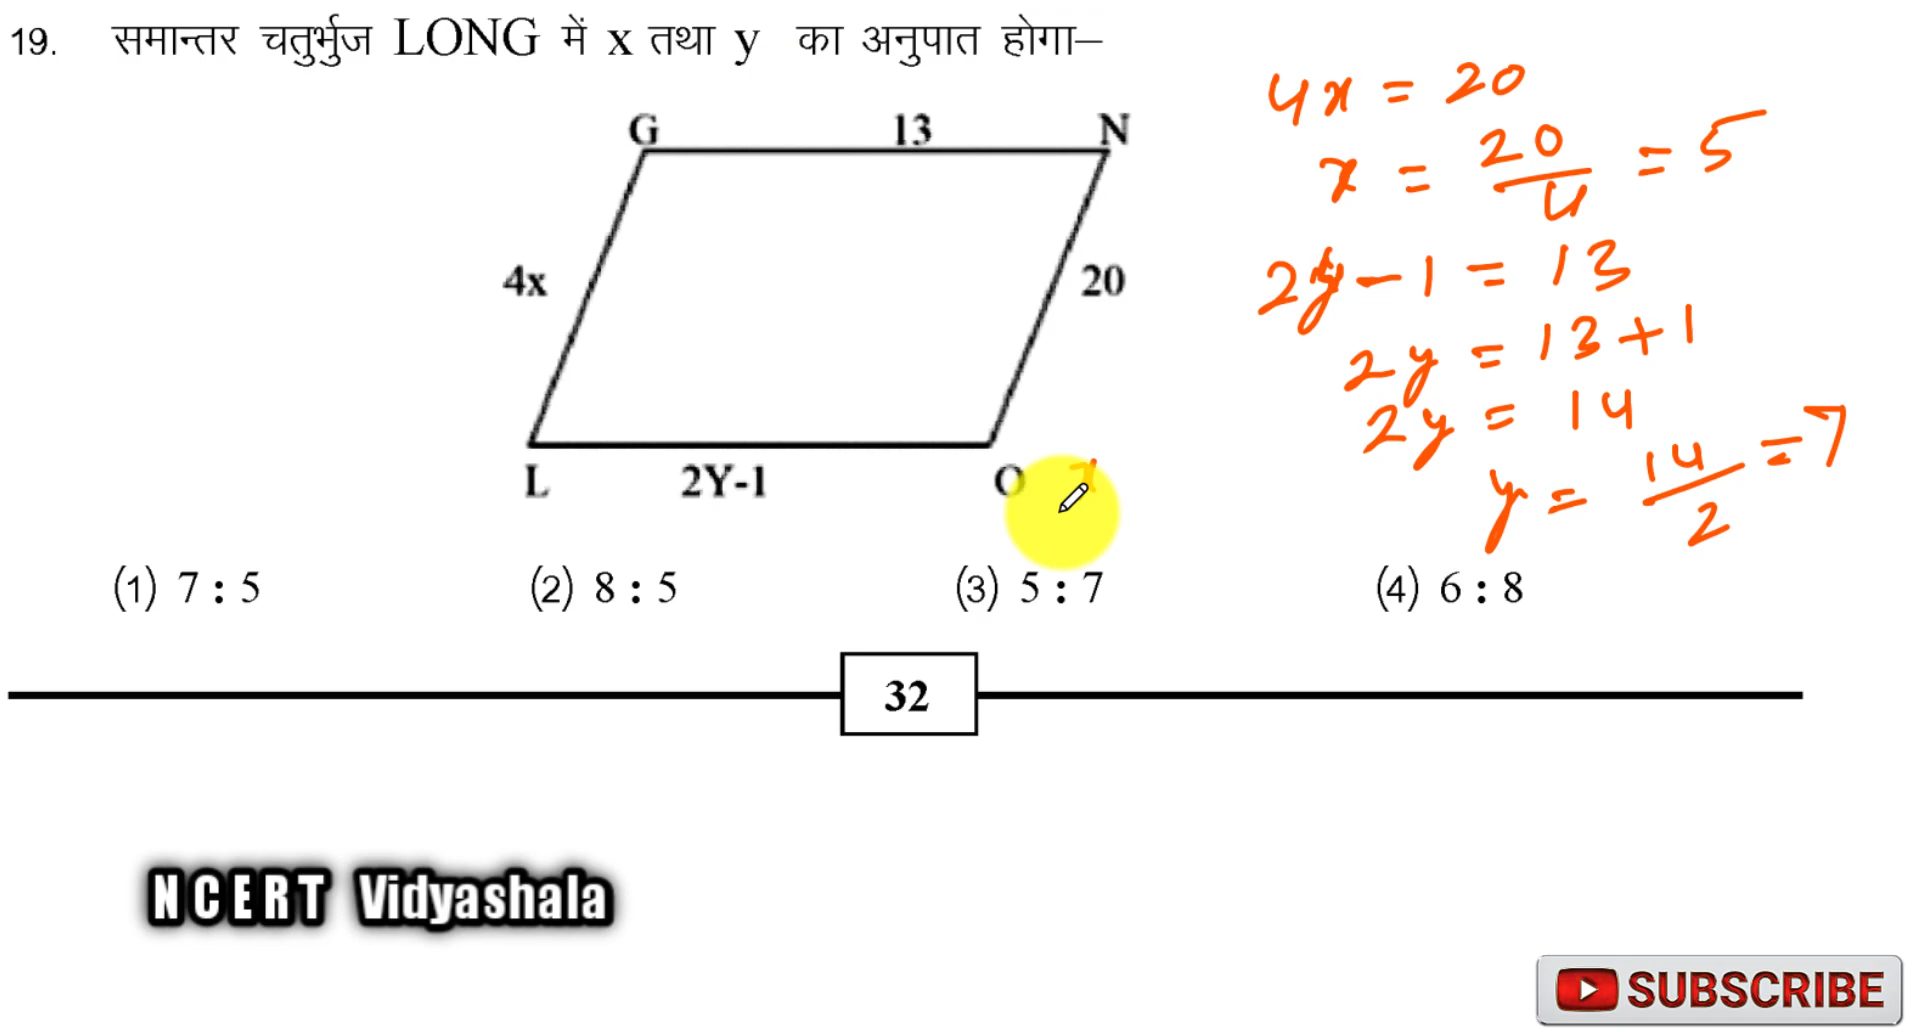 19. समान्तर चतुर्भुज LONG में x तथा y का अनुपात होगा–
G 13 N
4x 20
L 2Y-1 O
4x = 20
x = 20/4 = 5
2y - 1 = 13
2y = 13 + 1
2y = 14
y = 14/2 = 7
(1) 7 : 5 (2) 8 : 5 (3) 5 : 7 (4) 6 : 8
32
NCERT Vidyashala
SUBSCRIBE